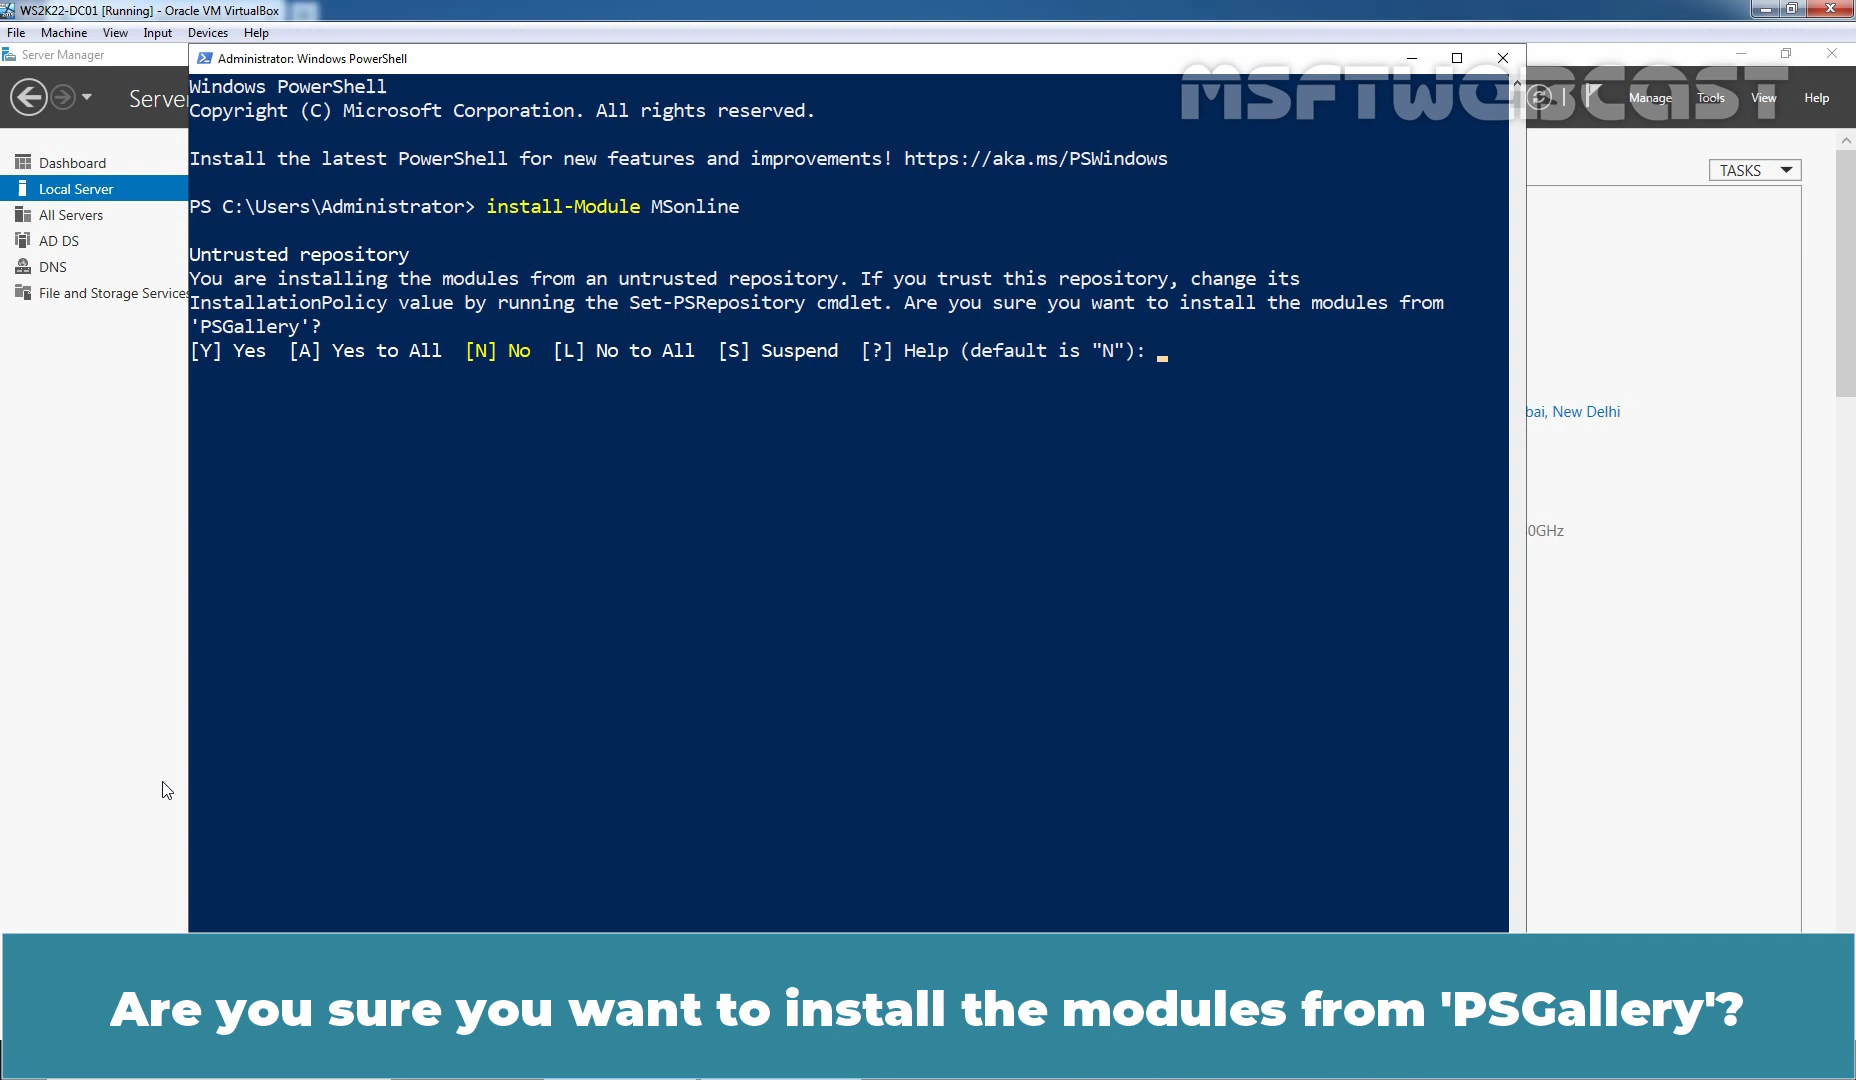 WS2K22-DC01 [Running] - Oracle VM VirtualBox
File Machine View Input Devices Help
Server Manager
Administrator: Windows PowerShell
MSFTWEBCAST
Server
Manage Tools View Help
Dashboard
Local Server
All Servers
AD DS
DNS
File and Storage Services
TASKS
Windows PowerShell
Copyright (C) Microsoft Corporation. All rights reserved.
Install the latest PowerShell for new features and improvements! https://aka.ms/PSWindows
PS C:\Users\Administrator> install-Module MSonline
Untrusted repository
You are installing the modules from an untrusted repository. If you trust this repository, change its
InstallationPolicy value by running the Set-PSRepository cmdlet. Are you sure you want to install the modules from
'PSGallery'?
[Y] Yes [A] Yes to All [N] No [L] No to All [S] Suspend [?] Help (default is "N"):
bai, New Delhi
0GHz
Are you sure you want to install the modules from 'PSGallery'?